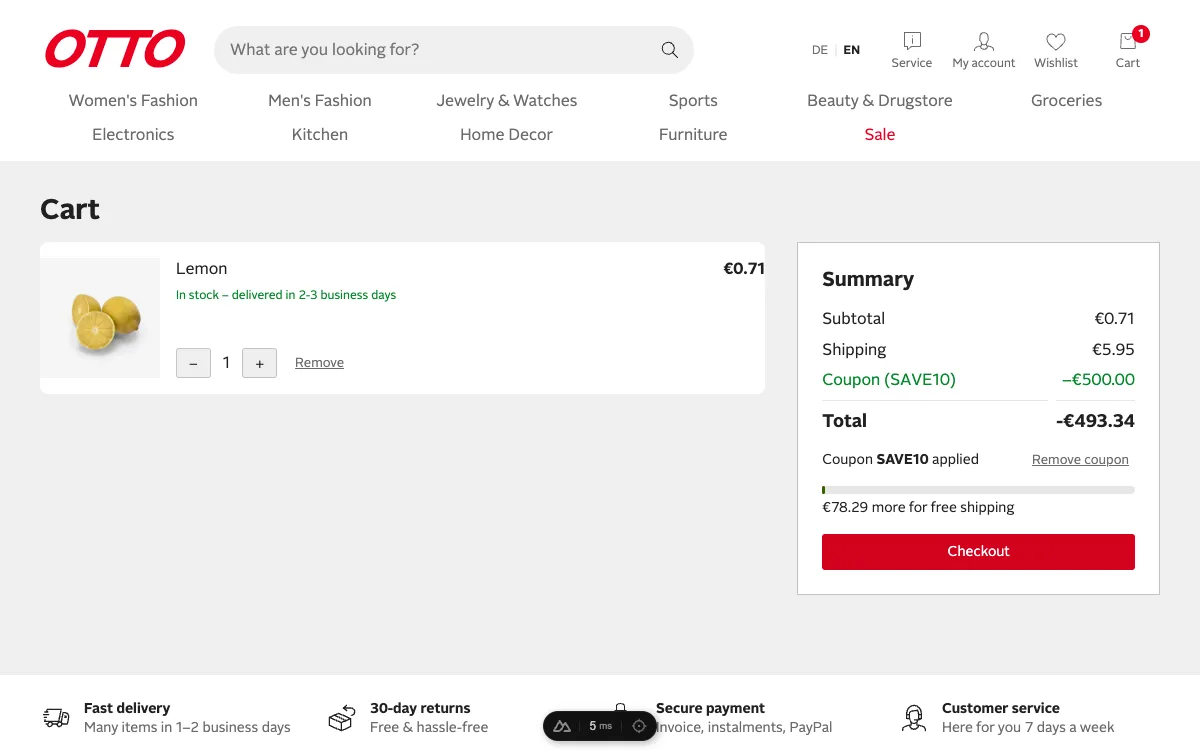 OTTO
What are you looking for?
DE | EN
Service
My account
Wishlist
1
Cart
Women's Fashion
Men's Fashion
Jewelry & Watches
Sports
Beauty & Drugstore
Groceries
Electronics
Kitchen
Home Decor
Furniture
Sale
Cart
Lemon
€0.71
In stock – delivered in 2-3 business days
– 1 + Remove
Summary
Subtotal €0.71
Shipping €5.95
Coupon (SAVE10) –€500.00
Total -€493.34
Coupon SAVE10 applied Remove coupon
€78.29 more for free shipping
Checkout
Fast delivery
Many items in 1–2 business days
30-day returns
Free & hassle-free
5 ms
Secure payment
Invoice, instalments, PayPal
Customer service
Here for you 7 days a week